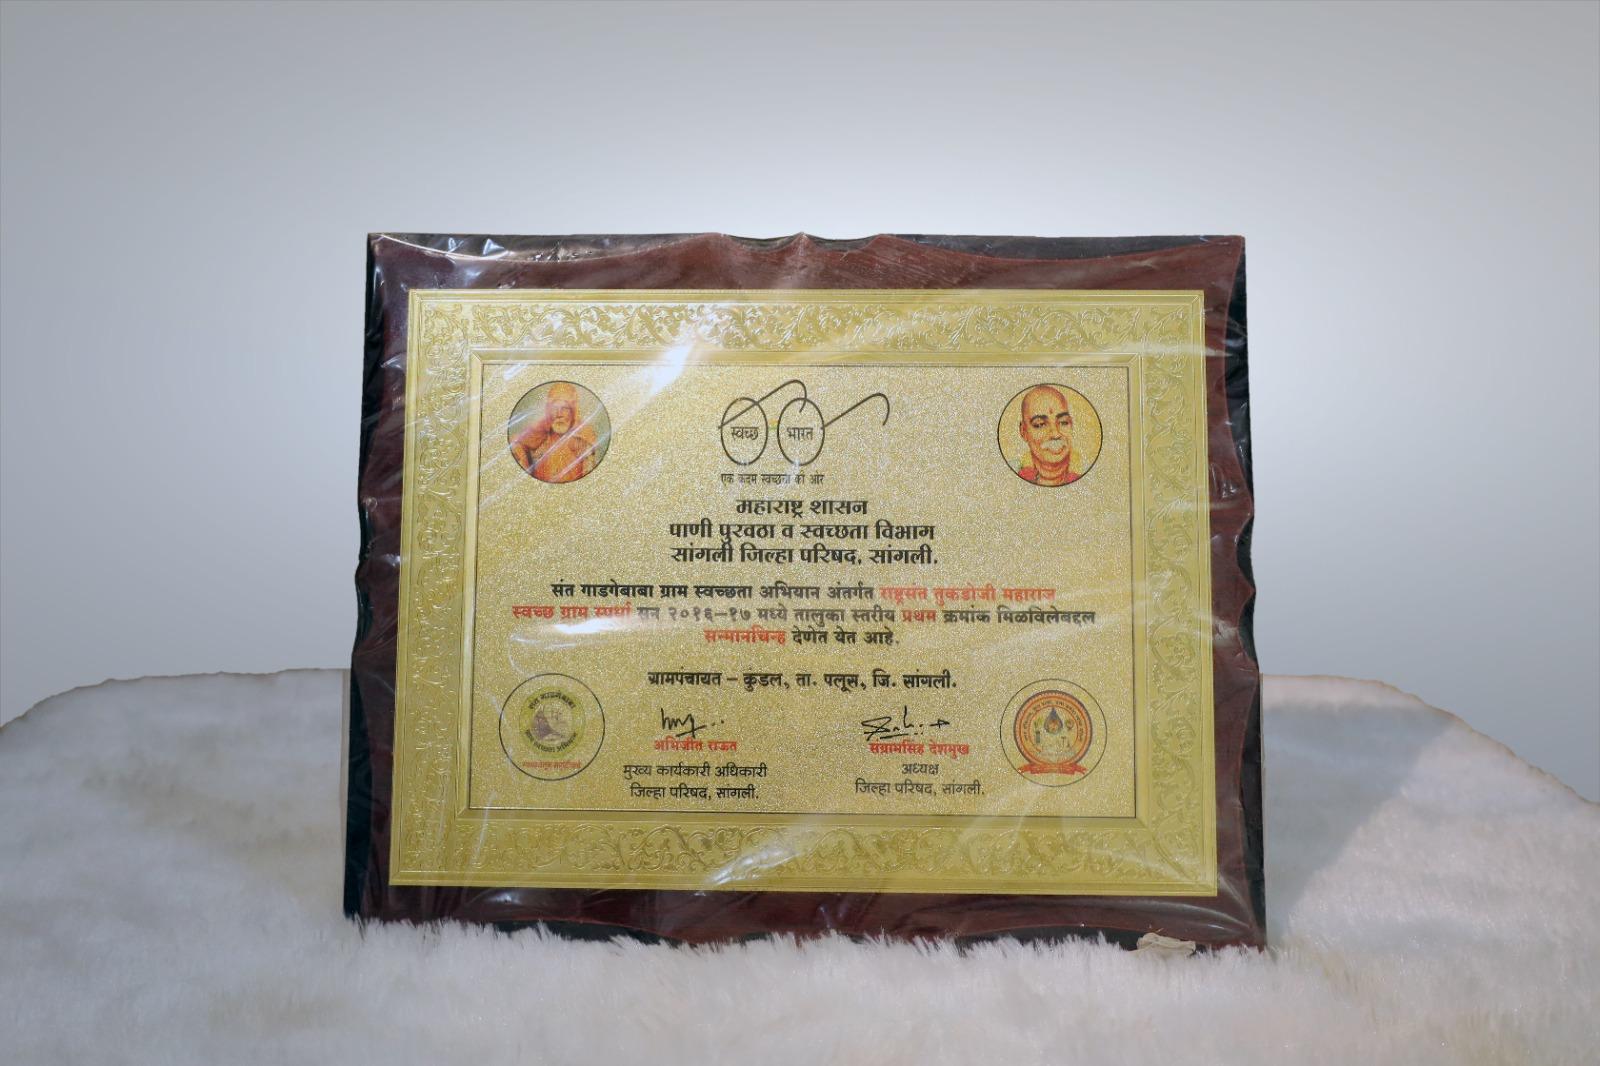 स्वच्छ भारत
एक कदम स्वच्छता की ओर
महाराष्ट्र शासन
पाणी पुरवठा व स्वच्छता विभाग
सांगली जिल्हा परिषद, सांगली.
संत गाडगेबाबा ग्राम स्वच्छता अभियान अंतर्गत राष्ट्रसंत तुकडोजी महाराज
स्वच्छ ग्राम स्पर्धा सन २०१६–१७ मध्ये तालुका स्तरीय प्रथम क्रमांक मिळविलेबद्दल
सन्मानचिन्ह देणेत येत आहे.
ग्रामपंचायत – कुंडल, ता. पलूस, जि. सांगली.
अभिजीत राऊत
मुख्य कार्यकारी अधिकारी
जिल्हा परिषद, सांगली.
संग्रामसिंह देशमुख
अध्यक्ष
जिल्हा परिषद, सांगली.
संत गाडगेबाबा